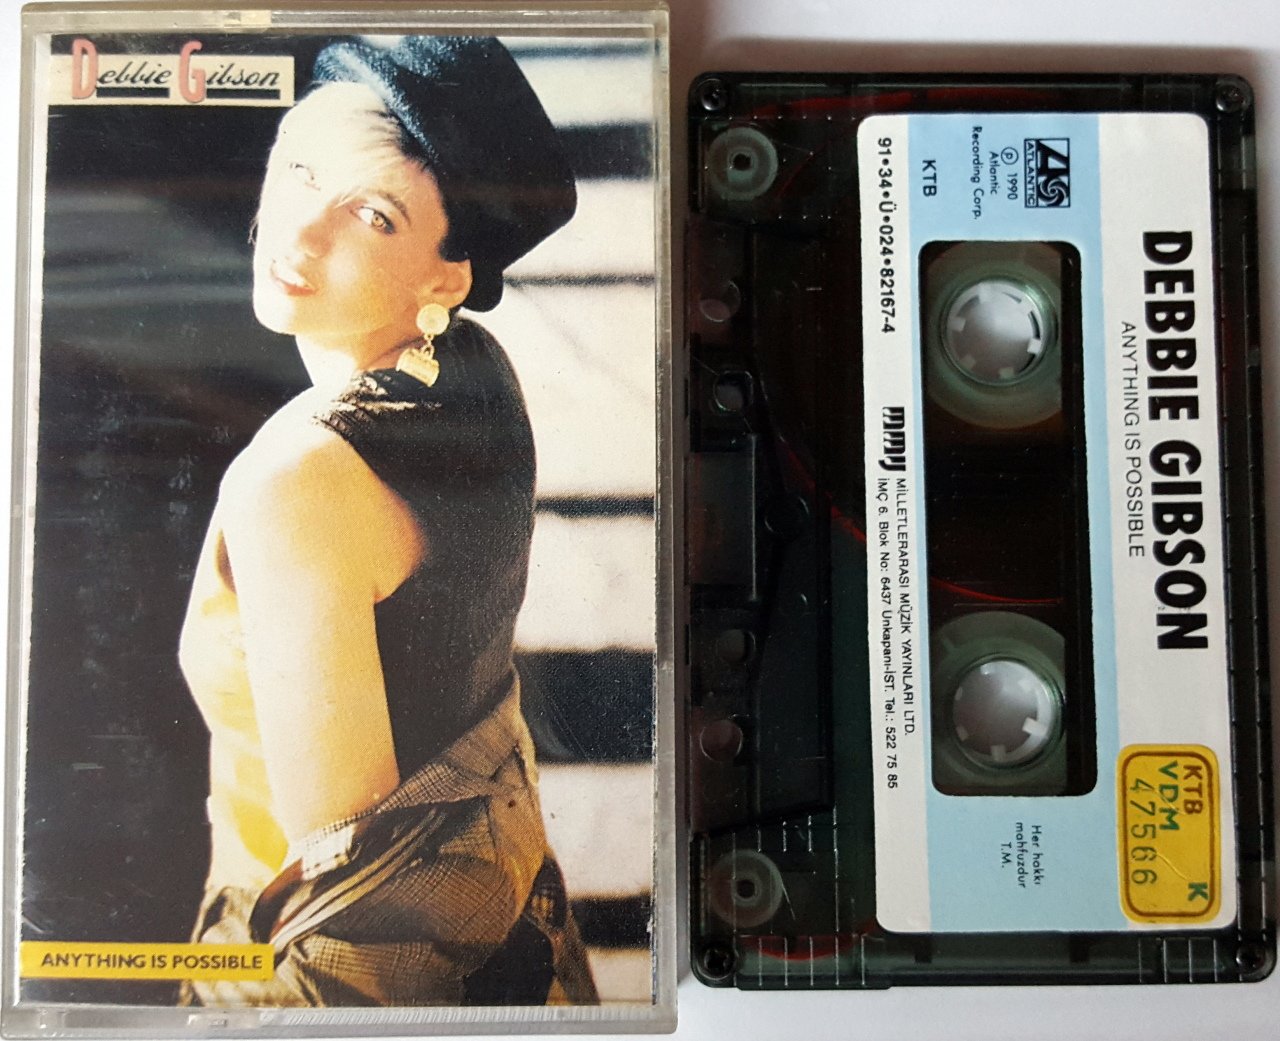 Debbie Gibson
ANYTHING IS POSSIBLE
DEBBIE GIBSON
ANYTHING IS POSSIBLE
ATLANTIC
Ⓟ 1990
Atlantic
Recording Corp.
KTB
91•34•Ü•024•82167-4
MMY
MİLLETLERARASI MÜZİK YAYINLARI LTD.
İMÇ 6. Blok No: 6437 Unkapanı-İST. Tel.: 522 75 85
Her hakkı
mahfuzdur
T.M.
KTB K
VDM
47566